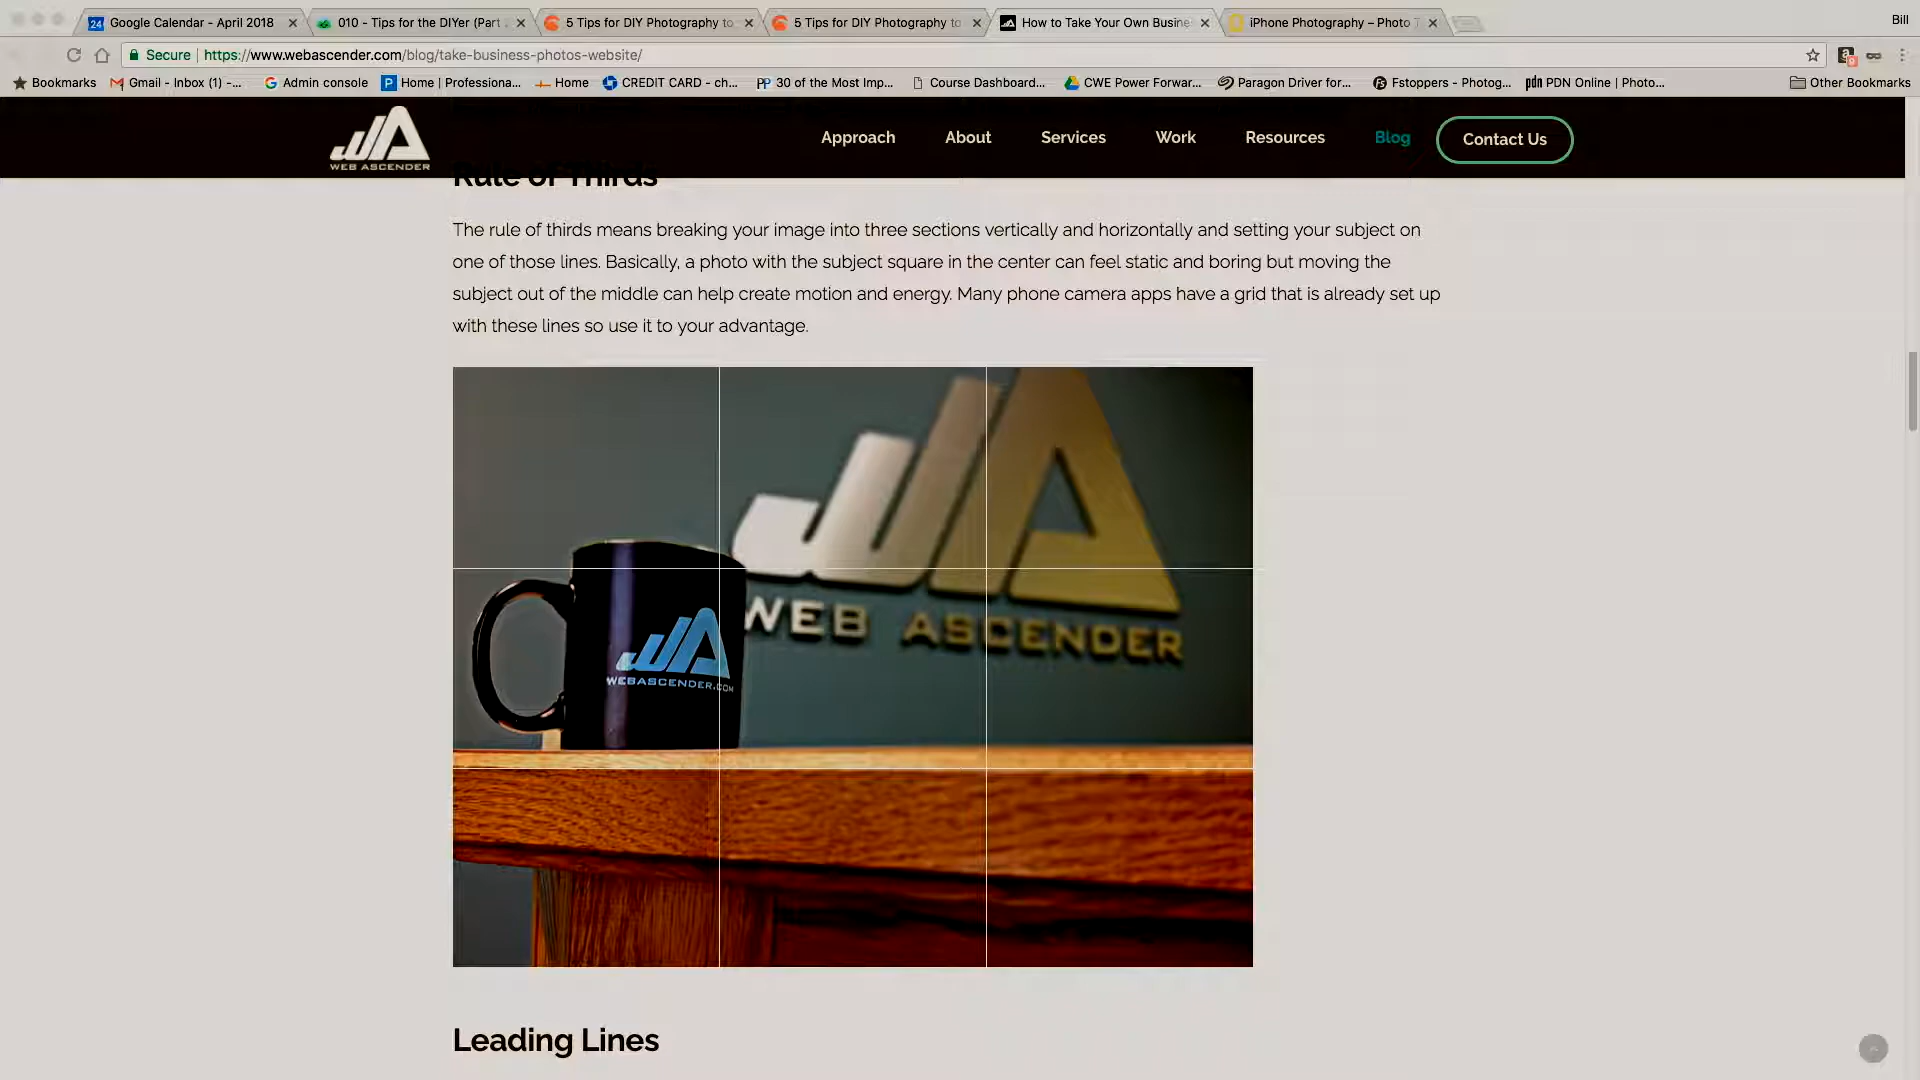 Google Calendar - April 2018
010 - Tips for the DIYer (Part
5 Tips for DIY Photography to
5 Tips for DIY Photography to
How to Take Your Own Busine
iPhone Photography – Photo T
Bill
Secure https://www.webascender.com/blog/take-business-photos-website/
Bookmarks
Gmail - Inbox (1) -...
Admin console
Home | Professiona...
Home
CREDIT CARD - ch...
30 of the Most Imp...
Course Dashboard...
CWE Power Forwar...
Paragon Driver for...
Fstoppers - Photog...
PDN Online | Photo...
Other Bookmarks
WEB ASCENDER
Approach
About
Services
Work
Resources
Blog
Contact Us
Rule of Thirds
The rule of thirds means breaking your image into three sections vertically and horizontally and setting your subject on
one of those lines. Basically, a photo with the subject square in the center can feel static and boring but moving the
subject out of the middle can help create motion and energy. Many phone camera apps have a grid that is already set up
with these lines so use it to your advantage.
WEB ASCENDER
WEBASCENDER.COM
Leading Lines